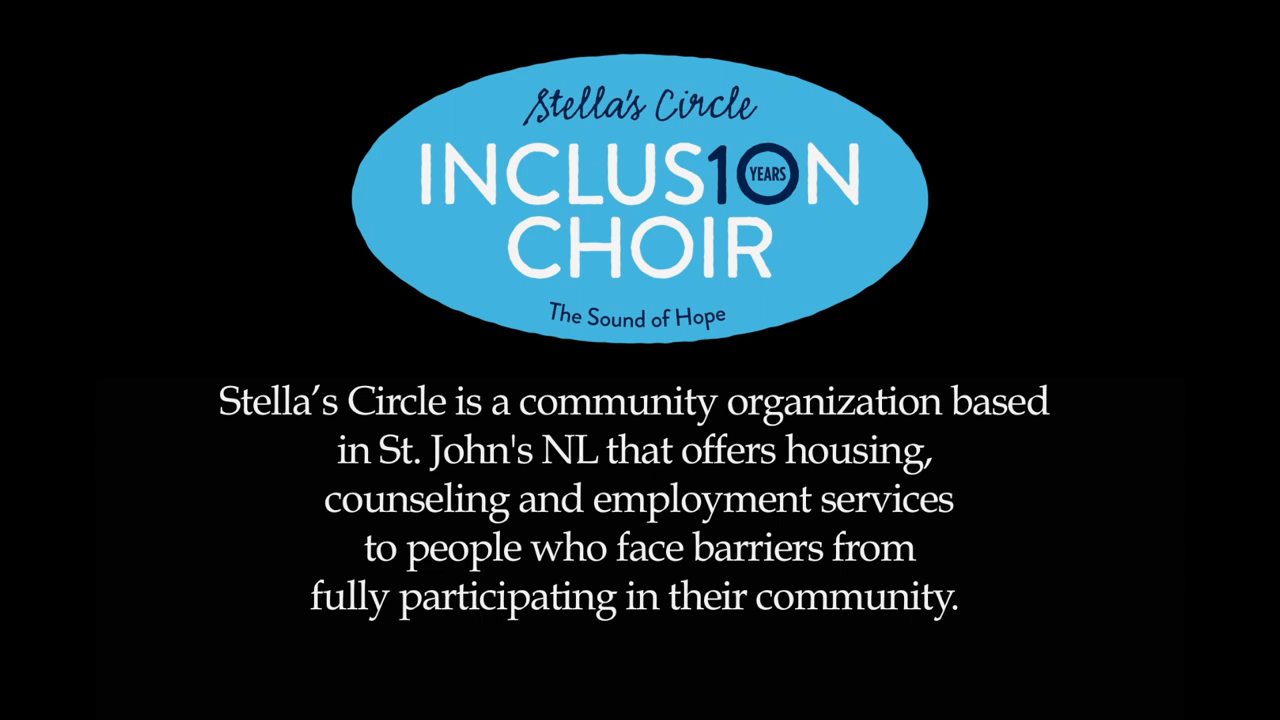 Stella's Circle
INCLUS10N
YEARS
CHOIR
The Sound of Hope
Stella’s Circle is a community organization based
in St. John's NL that offers housing,
counseling and employment services
to people who face barriers from
fully participating in their community.